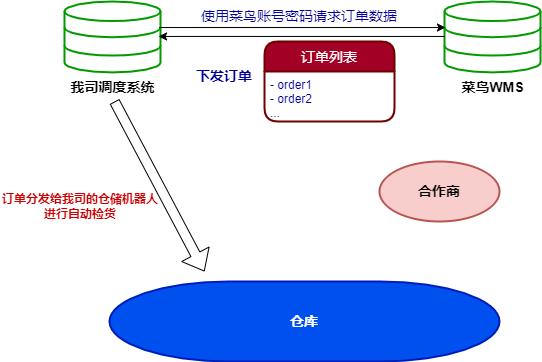 使用菜鸟账号密码请求订单数据
订单列表
下发订单
- order1
- order2
...
我司调度系统
菜鸟WMS
合作商
订单分发给我司的仓储机器人
进行自动检货
仓库